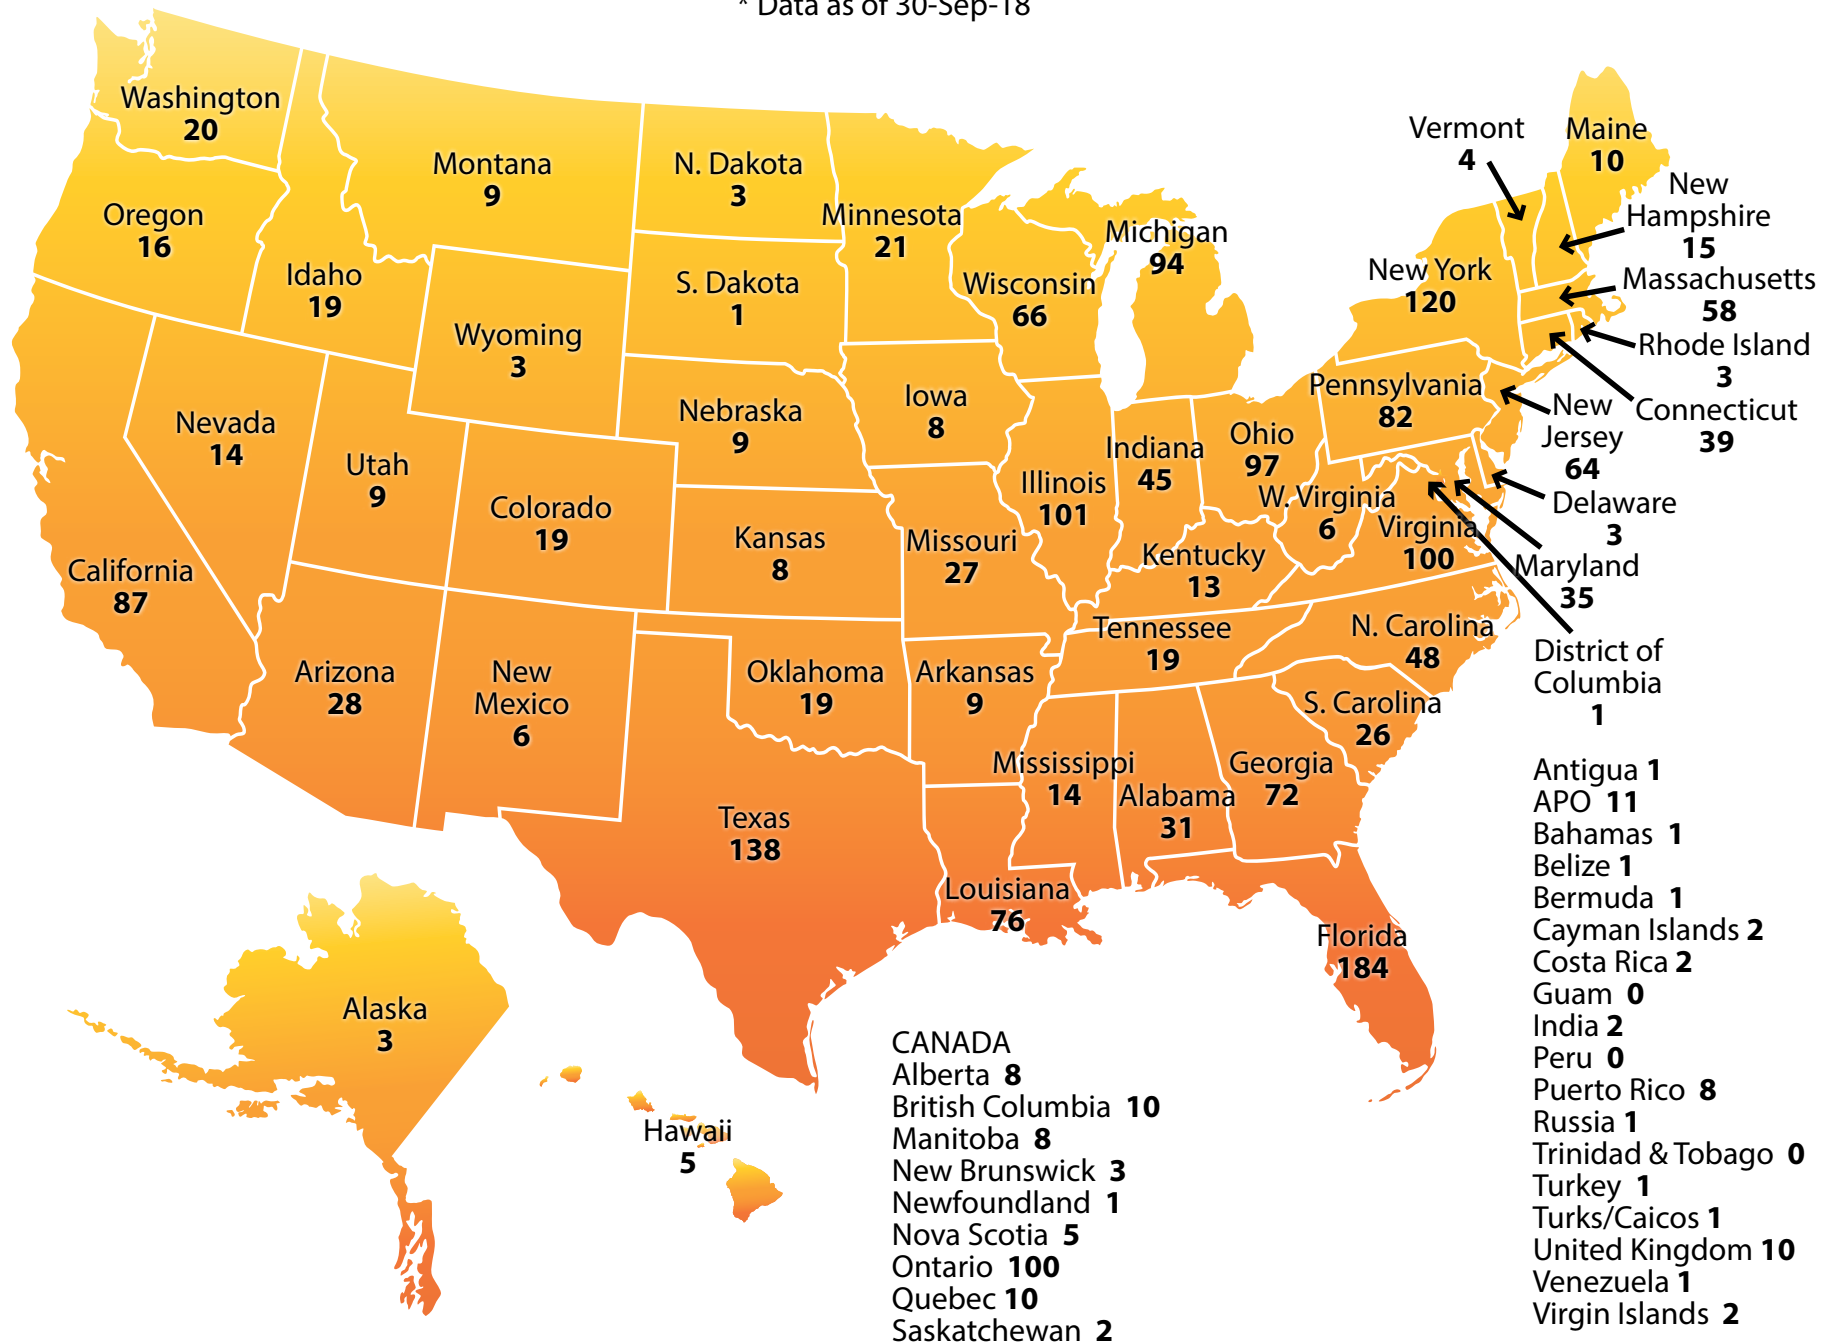 * Data as of 30-Sep-18
Washington
20
Oregon
16
Idaho
19
Montana
9
N. Dakota
3
Minnesota
21
S. Dakota
1
Wyoming
3
Wisconsin
66
Michigan
94
Vermont
4
Maine
10
New
Hampshire
15
New York
120
Massachusetts
58
Rhode Island
3
Connecticut
39
Pennsylvania
82
New
Jersey
64
Delaware
3
Maryland
35
District of
Columbia
1
Nevada
14
Utah
9
Colorado
19
Nebraska
9
Iowa
8
Illinois
101
Indiana
45
Ohio
97
W. Virginia
6
Virginia
100
California
87
Kansas
8
Missouri
27
Kentucky
13
Tennessee
19
N. Carolina
48
Arizona
28
New
Mexico
6
Oklahoma
19
Arkansas
9
S. Carolina
26
Mississippi
14
Alabama
31
Georgia
72
Texas
138
Louisiana
76
Florida
184
Alaska
3
Hawaii
5
CANADA
Alberta 8
British Columbia 10
Manitoba 8
New Brunswick 3
Newfoundland 1
Nova Scotia 5
Ontario 100
Quebec 10
Saskatchewan 2
Antigua 1
APO 11
Bahamas 1
Belize 1
Bermuda 1
Cayman Islands 2
Costa Rica 2
Guam 0
India 2
Peru 0
Puerto Rico 8
Russia 1
Trinidad & Tobago 0
Turkey 1
Turks/Caicos 1
United Kingdom 10
Venezuela 1
Virgin Islands 2